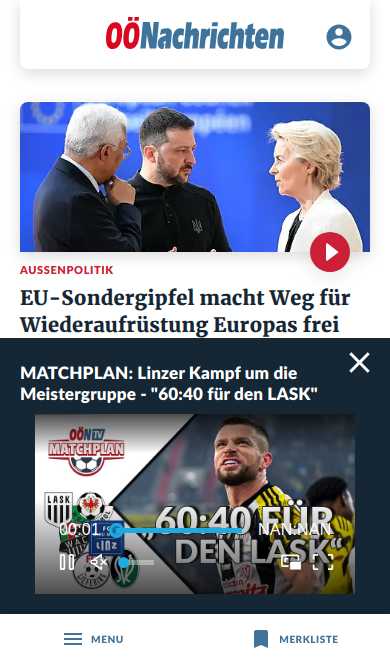 OÖNachrichten
AUSSENPOLITIK
EU-Sondergipfel macht Weg für
Wiederaufrüstung Europas frei
MATCHPLAN: Linzer Kampf um die
Meistergruppe - "60:40 für den LASK"
OÖN TV
MATCHPLAN
LASK
LINZ
„60:40 FÜR
DEN LASK“
00:01
NAN:NAN
MENU
MERKLISTE